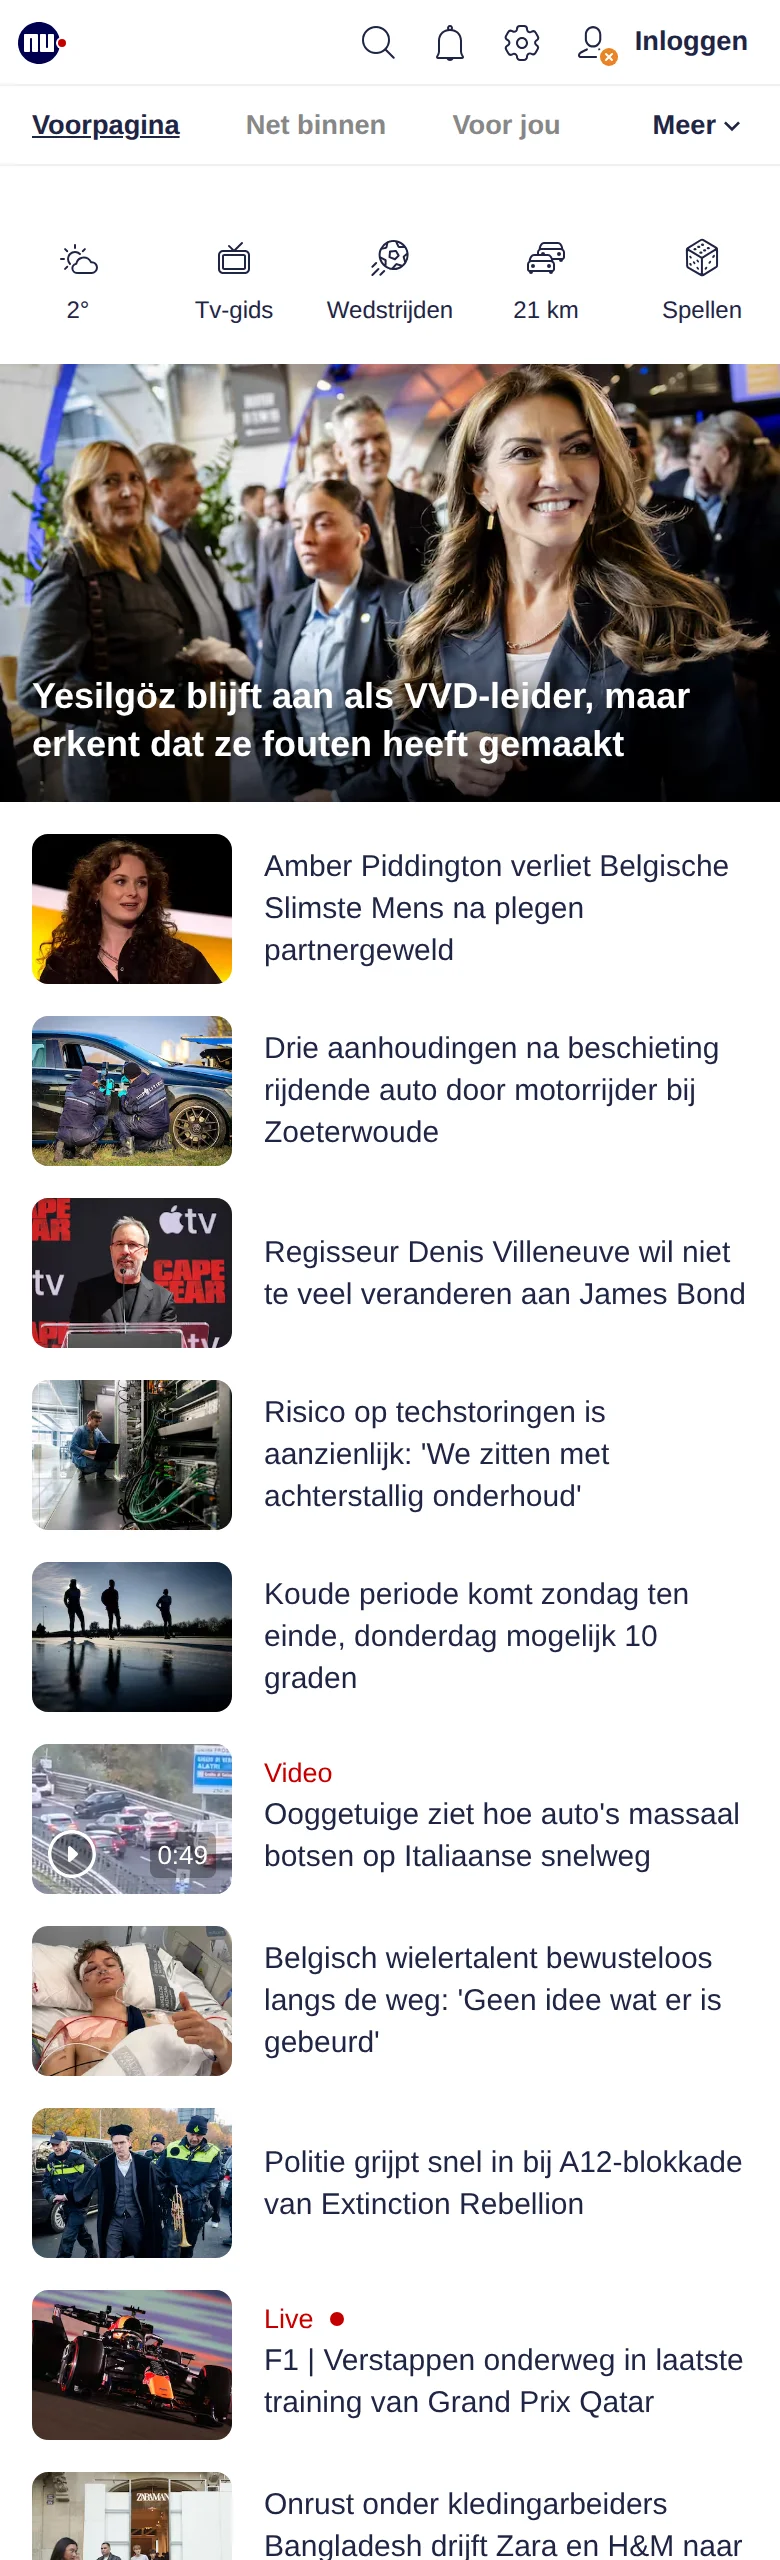 nu
Inloggen
Voorpagina
Net binnen
Voor jou
Meer
2°
Tv-gids
Wedstrijden
21 km
Spellen
Yesilgöz blijft aan als VVD-leider, maar
erkent dat ze fouten heeft gemaakt
Amber Piddington verliet Belgische
Slimste Mens na plegen
partnergeweld
Drie aanhoudingen na beschieting
rijdende auto door motorrijder bij
Zoeterwoude
tv
CAPE
FEAR
tv
tv
Regisseur Denis Villeneuve wil niet
te veel veranderen aan James Bond
Risico op techstoringen is
aanzienlijk: 'We zitten met
achterstallig onderhoud'
Koude periode komt zondag ten
einde, donderdag mogelijk 10
graden
0:49
Video
Ooggetuige ziet hoe auto's massaal
botsen op Italiaanse snelweg
Belgisch wielertalent bewusteloos
langs de weg: 'Geen idee wat er is
gebeurd'
Politie grijpt snel in bij A12-blokkade
van Extinction Rebellion
Live
F1 | Verstappen onderweg in laatste
training van Grand Prix Qatar
Onrust onder kledingarbeiders
Bangladesh drijft Zara en H&M naar